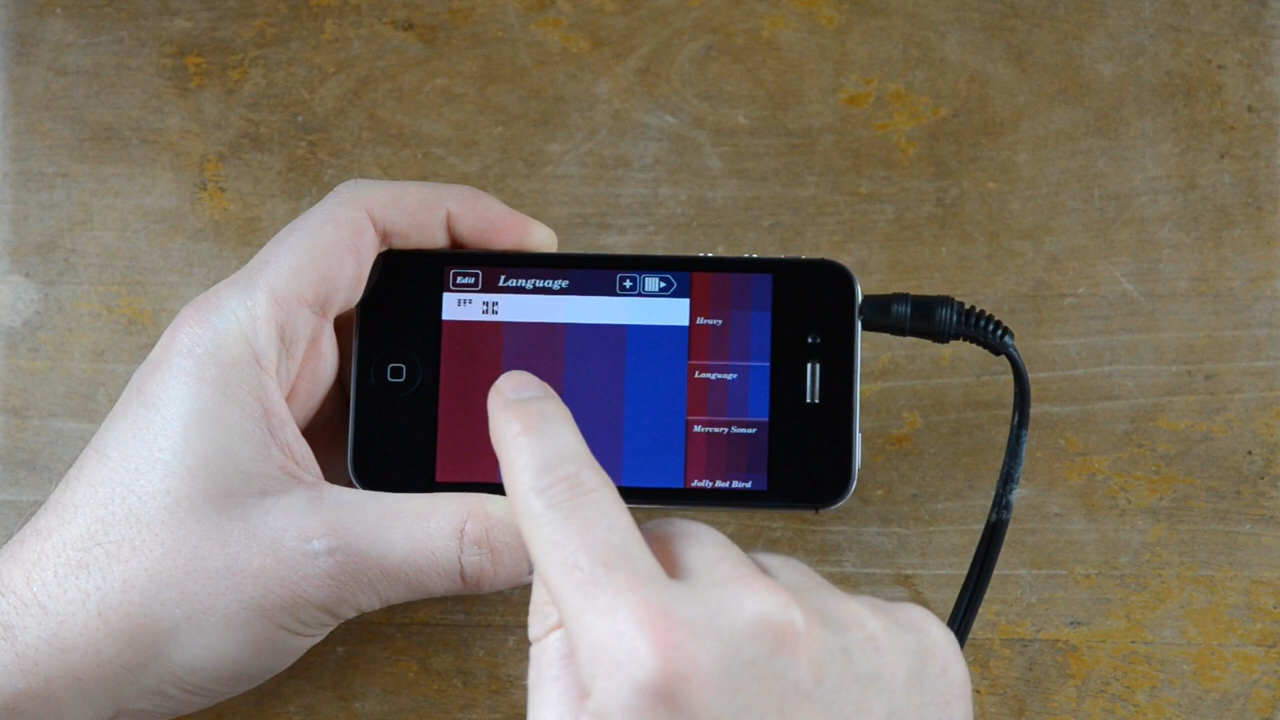 Edit Language +
Heavy
Language
Mercury Sonar
Jolly Bot Bird